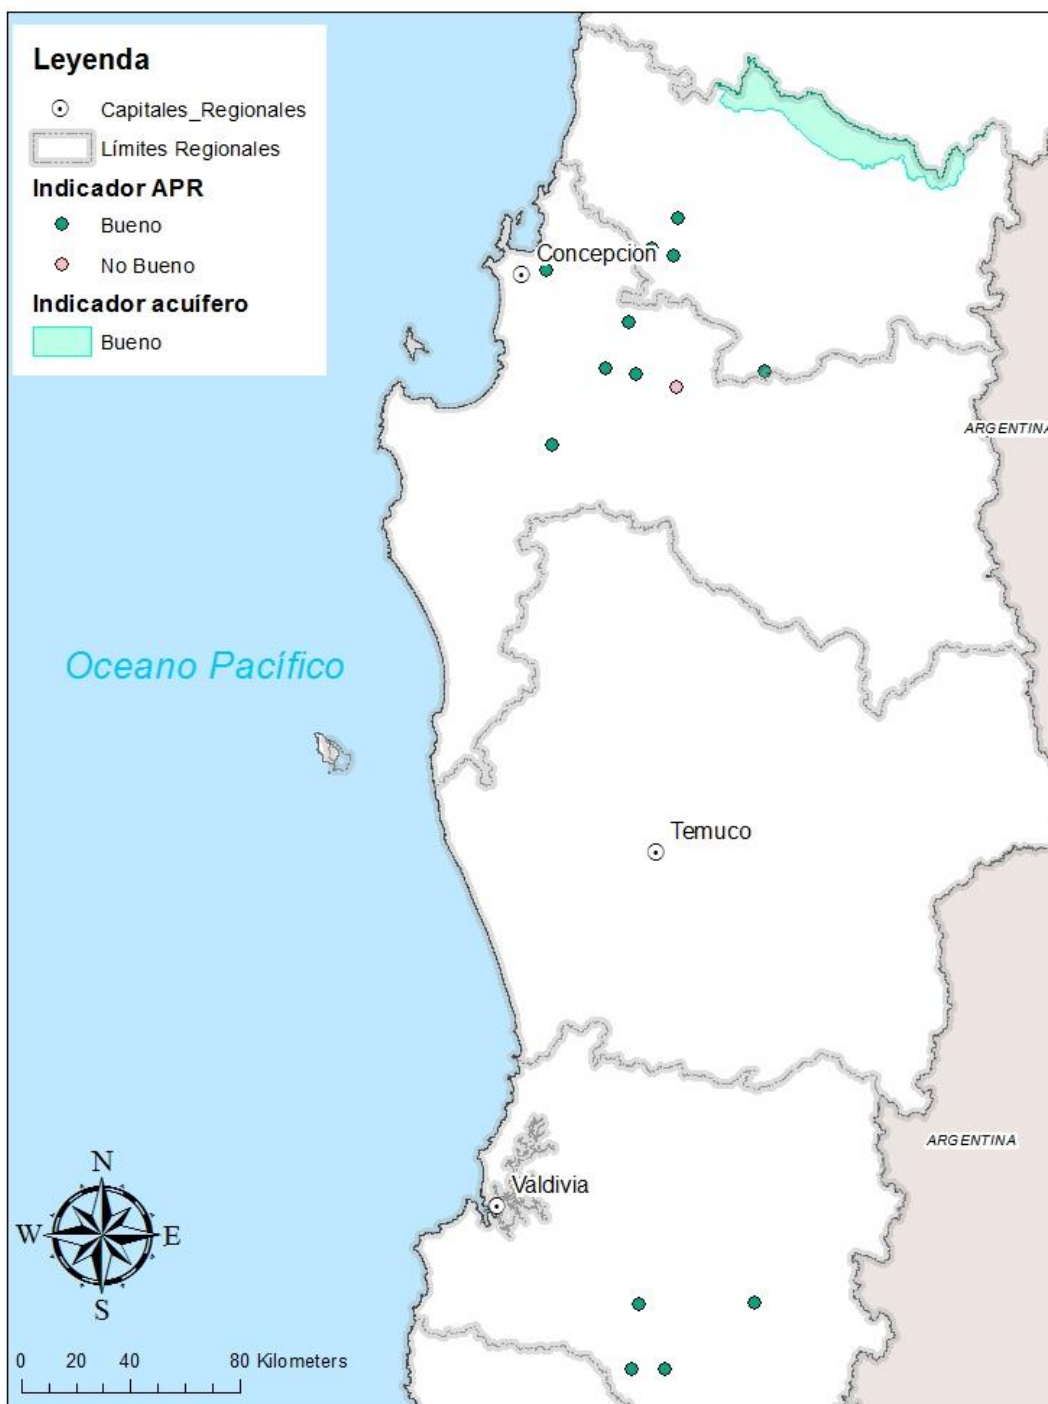 Leyenda
Capitales_Regionales
Límites Regionales
Indicador APR
Bueno
No Bueno
Indicador acuífero
Bueno
Concepción
ARGENTINA
Oceano Pacífico
Temuco
ARGENTINA
Valdivia
N
W E
S
0 20 40 80 Kilometers